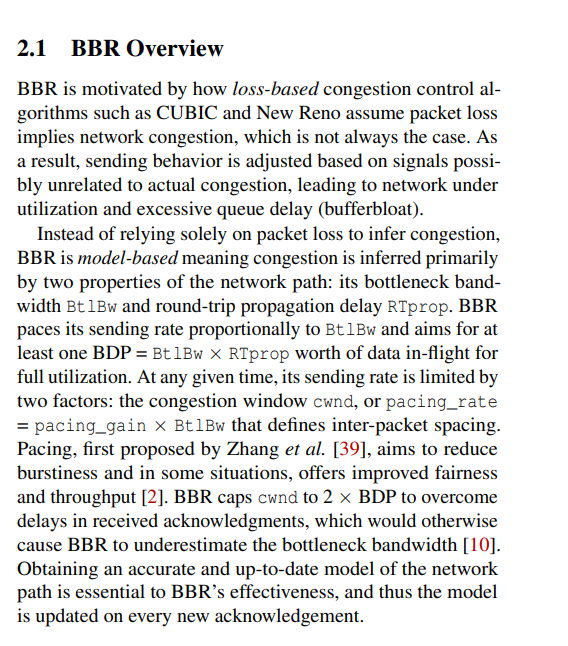 2.1 BBR Overview
BBR is motivated by how loss-based congestion control al-
gorithms such as CUBIC and New Reno assume packet loss
implies network congestion, which is not always the case. As
a result, sending behavior is adjusted based on signals possi-
bly unrelated to actual congestion, leading to network under
utilization and excessive queue delay (bufferbloat).
Instead of relying solely on packet loss to infer congestion,
BBR is model-based meaning congestion is inferred primarily
by two properties of the network path: its bottleneck band-
width BtlBw and round-trip propagation delay RTprop. BBR
paces its sending rate proportionally to BtlBw and aims for at
least one BDP = BtlBw × RTprop worth of data in-flight for
full utilization. At any given time, its sending rate is limited by
two factors: the congestion window cwnd, or pacing_rate
= pacing_gain × BtlBw that defines inter-packet spacing.
Pacing, first proposed by Zhang et al. [39], aims to reduce
burstiness and in some situations, offers improved fairness
and throughput [2]. BBR caps cwnd to 2 × BDP to overcome
delays in received acknowledgments, which would otherwise
cause BBR to underestimate the bottleneck bandwidth [10].
Obtaining an accurate and up-to-date model of the network
path is essential to BBR's effectiveness, and thus the model
is updated on every new acknowledgement.